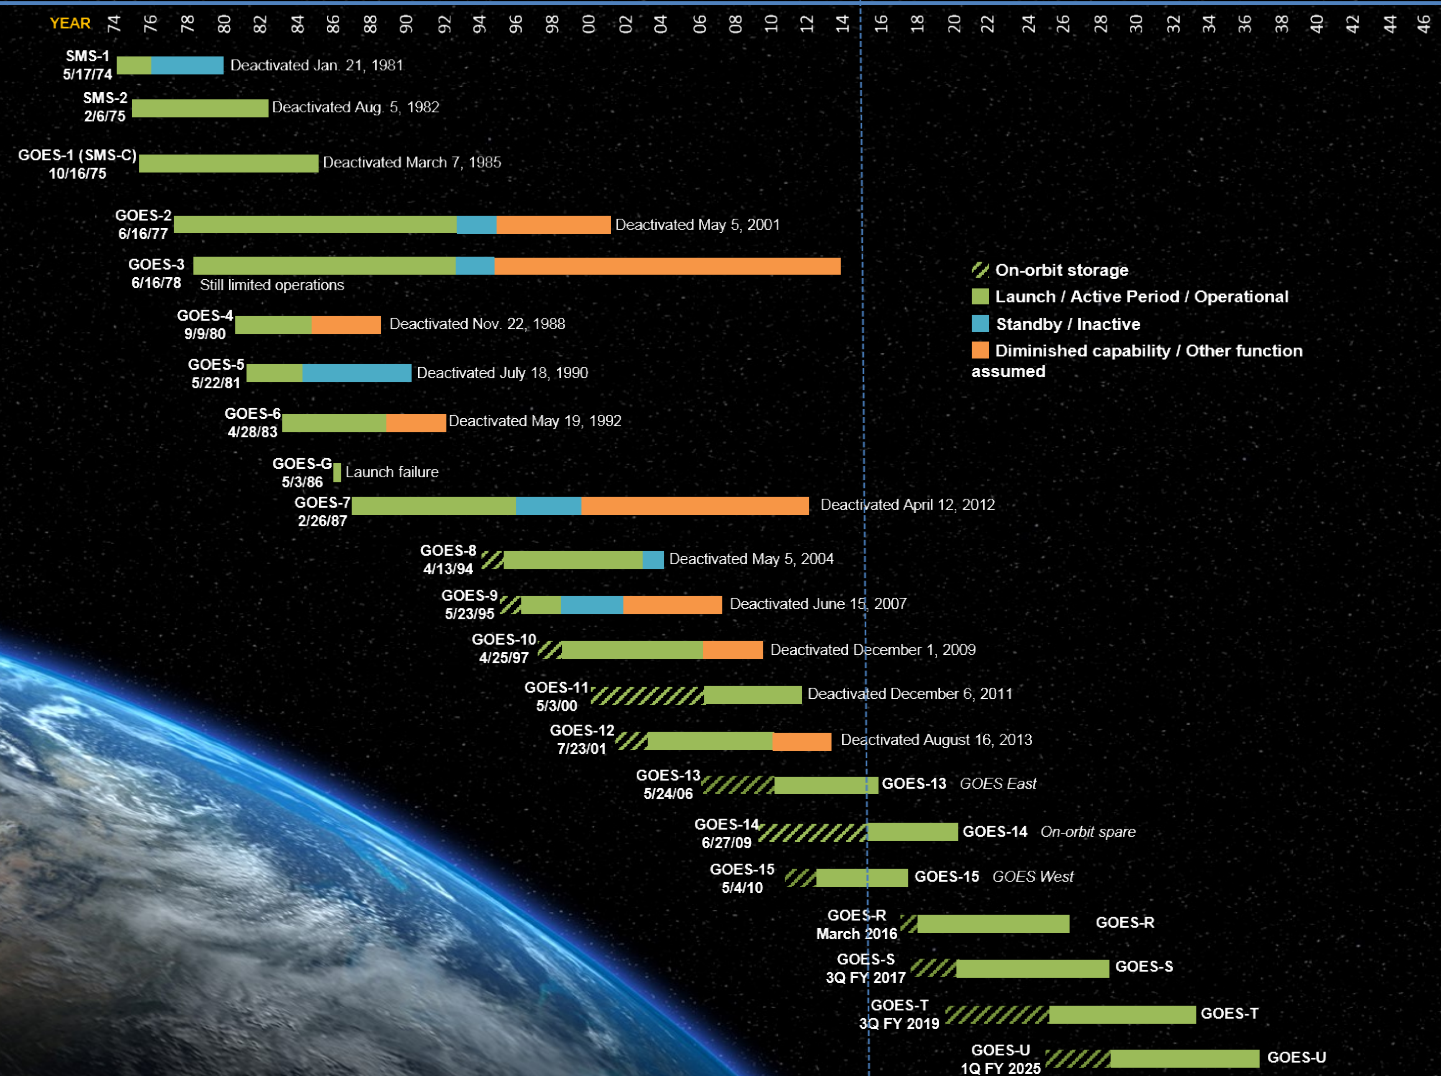 YEAR 74 76 78 80 82 84 86 88 90 92 94 96 98 00 02 04 06 08 10 12 14 16 18 20 22 24 26 28 30 32 34 36 38 40 42 44 46
SMS-1
5/17/74
Deactivated Jan. 21, 1981
SMS-2
2/6/75
Deactivated Aug. 5, 1982
GOES-1 (SMS-C)
10/16/75
Deactivated March 7, 1985
GOES-2
6/16/77
Deactivated May 5, 2001
GOES-3
6/16/78
Still limited operations
On-orbit storage
Launch / Active Period / Operational
Standby / Inactive
Diminished capability / Other function
assumed
GOES-4
9/9/80
Deactivated Nov. 22, 1988
GOES-5
5/22/81
Deactivated July 18, 1990
GOES-6
4/28/83
Deactivated May 19, 1992
GOES-G
5/3/86
Launch failure
GOES-7
2/26/87
Deactivated April 12, 2012
GOES-8
4/13/94
Deactivated May 5, 2004
GOES-9
5/23/95
Deactivated June 15, 2007
GOES-10
4/25/97
Deactivated December 1, 2009
GOES-11
5/3/00
Deactivated December 6, 2011
GOES-12
7/23/01
Deactivated August 16, 2013
GOES-13
5/24/06
GOES-13 GOES East
GOES-14
6/27/09
GOES-14 On-orbit spare
GOES-15
5/4/10
GOES-15 GOES West
GOES-R
March 2016
GOES-R
GOES-S
3Q FY 2017
GOES-S
GOES-T
3Q FY 2019
GOES-T
GOES-U
1Q FY 2025
GOES-U